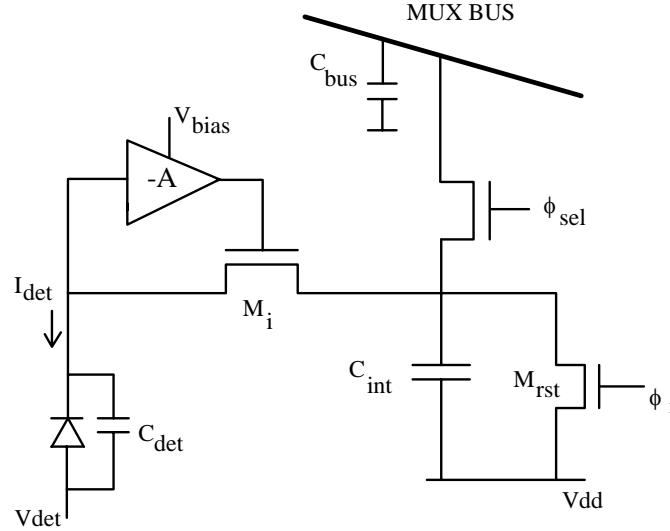 MUX BUS
C bus
V bias
-A
ϕ sel
I det
M i
C int
M rst
ϕ
C det
Vdet
Vdd